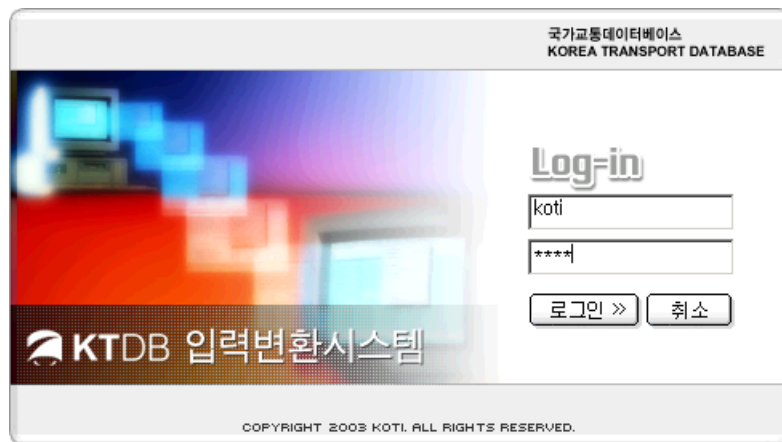 국가교통데이터베이스
KOREA TRANSPORT DATABASE
Log-in
koti
****
로그인 >>
취소
KTDB 입력변환시스템
COPYRIGHT 2003 KOTI. ALL RIGHTS RESERVED.